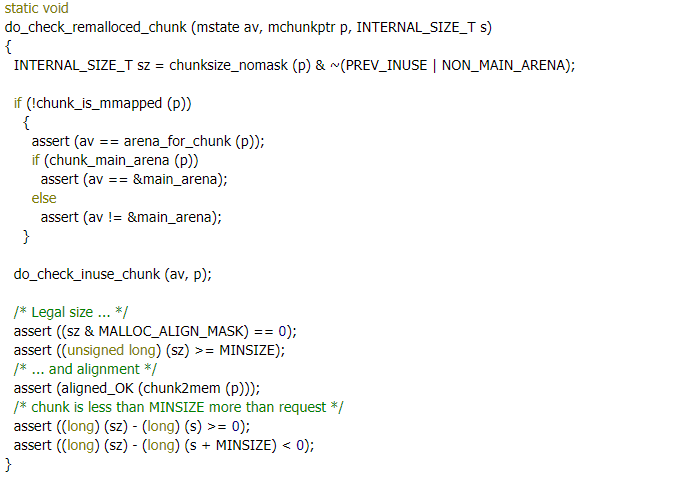 static void
do_check_remalloced_chunk (mstate av, mchunkptr p, INTERNAL_SIZE_T s)
{
  INTERNAL_SIZE_T sz = chunksize_nomask (p) & ~(PREV_INUSE | NON_MAIN_ARENA);

  if (!chunk_is_mmapped (p))
    {
      assert (av == arena_for_chunk (p));
      if (chunk_main_arena (p))
        assert (av == &main_arena);
      else
        assert (av != &main_arena);
    }

  do_check_inuse_chunk (av, p);

  /* Legal size ... */
  assert ((sz & MALLOC_ALIGN_MASK) == 0);
  assert ((unsigned long) (sz) >= MINSIZE);
  /* ... and alignment */
  assert (aligned_OK (chunk2mem (p)));
  /* chunk is less than MINSIZE more than request */
  assert ((long) (sz) - (long) (s) >= 0);
  assert ((long) (sz) - (long) (s + MINSIZE) < 0);
}